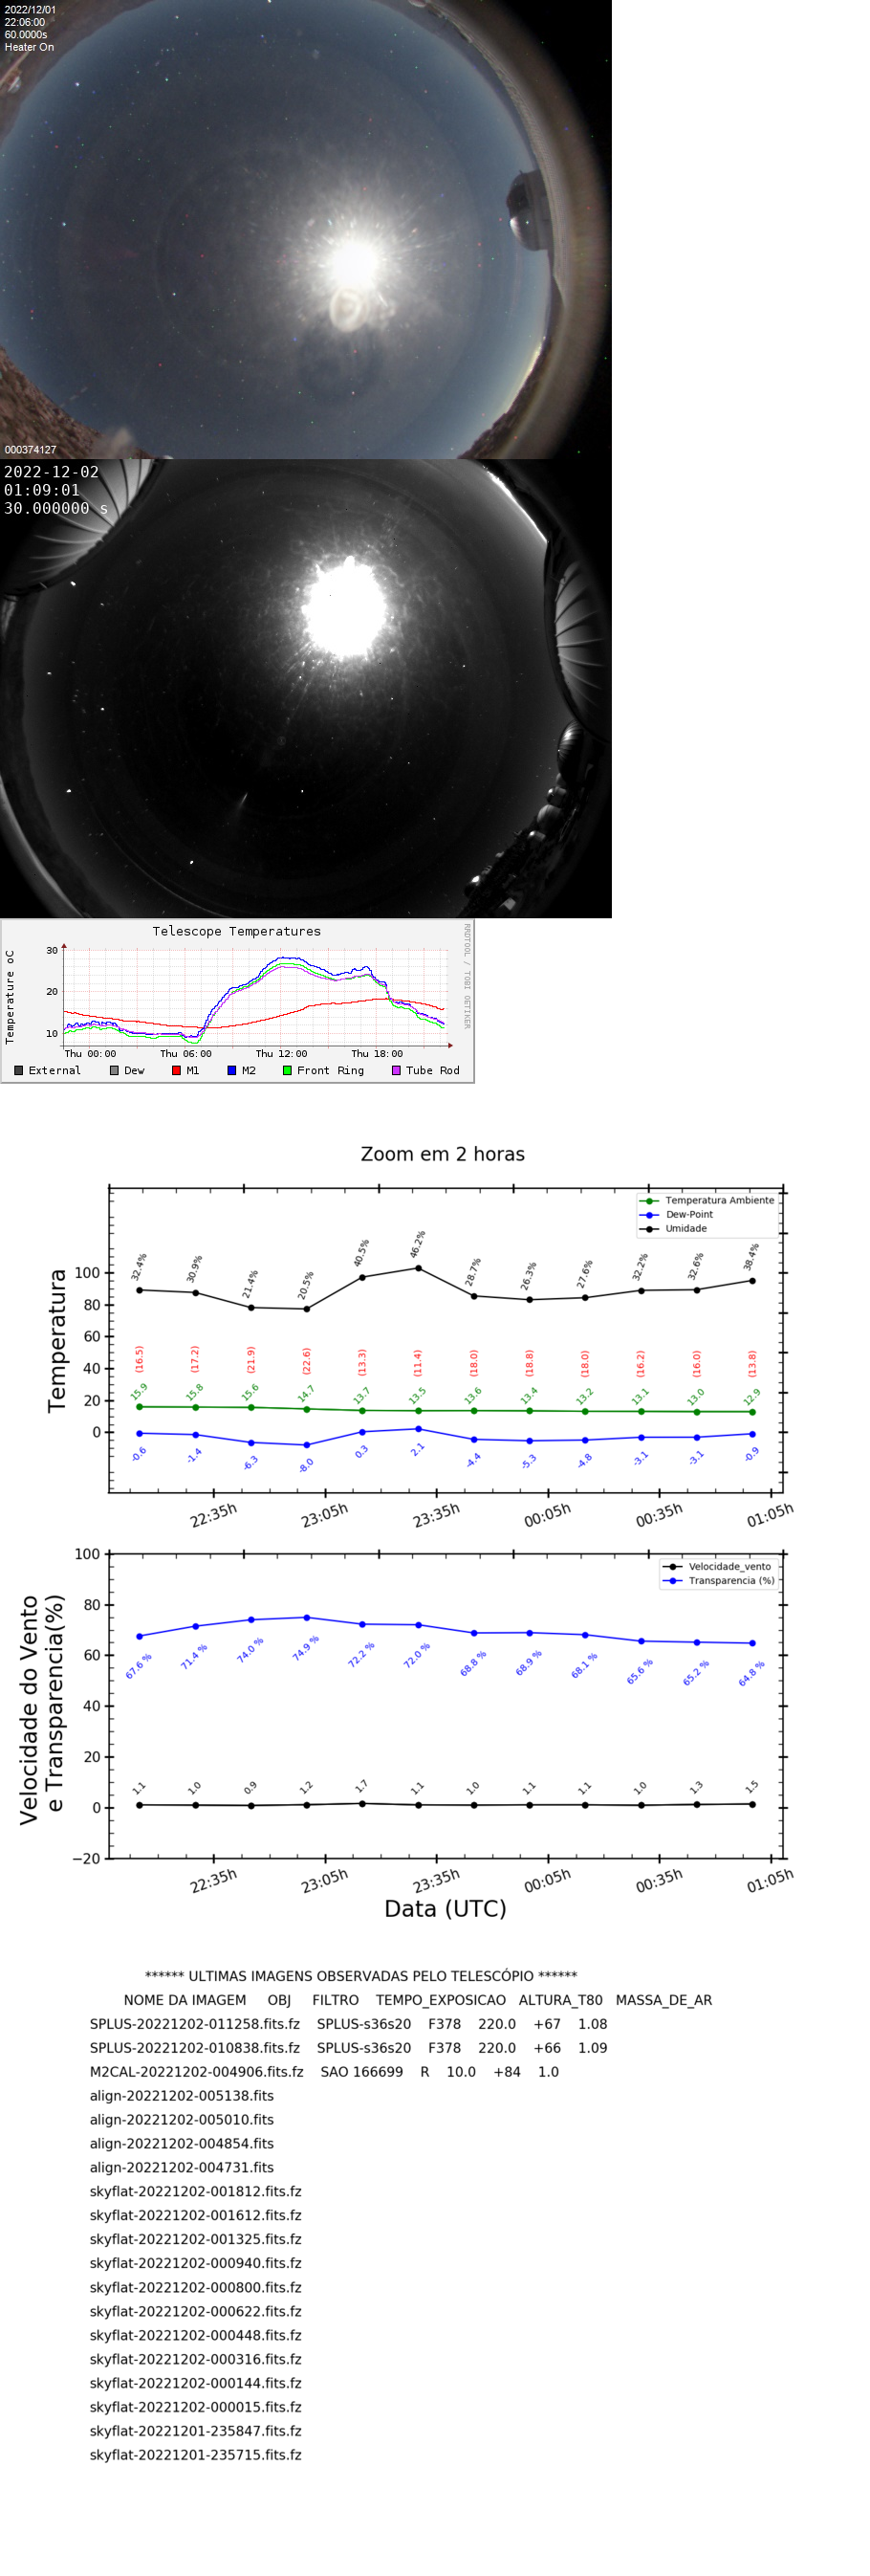 2022/12/01
22:06:00
60.0000s
Heater On
000374127
2022-12-02
01:09:01
30.000000 s
Telescope Temperatures
RRDTOOL / TOBI OETIKER
Temperature oC
30
20
10
Thu 00:00 Thu 06:00 Thu 12:00 Thu 18:00
External Dew M1 M2 Front Ring Tube Rod
Zoom em 2 horas
Temperatura Ambiente
Dew-Point
Umidade
Temperatura
100
80
60
40
20
0
32.4% 30.9% 21.4% 20.5% 40.5% 46.2% 28.7% 26.3% 27.6% 32.2% 32.6% 38.4%
(16.5) (17.2) (21.9) (22.6) (13.3) (11.4) (18.0) (18.8) (18.0) (16.2) (16.0) (13.8)
15.9 15.8 15.6 14.7 13.7 13.5 13.6 13.4 13.2 13.1 13.0 12.9
-0.6 -1.4 -6.3 -8.0 0.3 2.1 -4.4 -5.3 -4.8 -3.1 -3.1 -0.9
22:35h 23:05h 23:35h 00:05h 00:35h 01:05h
Velocidade_vento
Transparencia (%)
Velocidade do Vento
e Transparencia(%)
100
80
60
40
20
0
−20
67.6 % 71.4 % 74.0 % 74.9 % 72.2 % 72.0 % 68.8 % 68.9 % 68.1 % 65.6 % 65.2 % 64.8 %
1.1 1.0 0.9 1.2 1.7 1.1 1.0 1.1 1.1 1.0 1.3 1.5
22:35h 23:05h 23:35h 00:05h 00:35h 01:05h
Data (UTC)
****** ULTIMAS IMAGENS OBSERVADAS PELO TELESCÓPIO ******
NOME DA IMAGEM OBJ FILTRO TEMPO_EXPOSICAO ALTURA_T80 MASSA_DE_AR
SPLUS-20221202-011258.fits.fz SPLUS-s36s20 F378 220.0 +67 1.08
SPLUS-20221202-010838.fits.fz SPLUS-s36s20 F378 220.0 +66 1.09
M2CAL-20221202-004906.fits.fz SAO 166699 R 10.0 +84 1.0
align-20221202-005138.fits
align-20221202-005010.fits
align-20221202-004854.fits
align-20221202-004731.fits
skyflat-20221202-001812.fits.fz
skyflat-20221202-001612.fits.fz
skyflat-20221202-001325.fits.fz
skyflat-20221202-000940.fits.fz
skyflat-20221202-000800.fits.fz
skyflat-20221202-000622.fits.fz
skyflat-20221202-000448.fits.fz
skyflat-20221202-000316.fits.fz
skyflat-20221202-000144.fits.fz
skyflat-20221202-000015.fits.fz
skyflat-20221201-235847.fits.fz
skyflat-20221201-235715.fits.fz